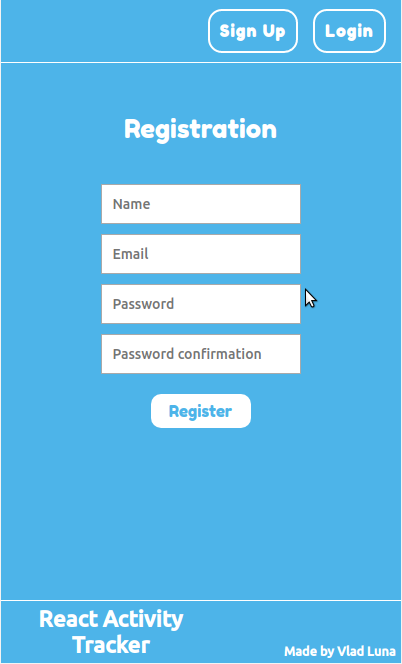 Sign Up
Login
Registration
Name
Email
Password
Password confirmation
Register
React Activity
Tracker
Made by Vlad Luna